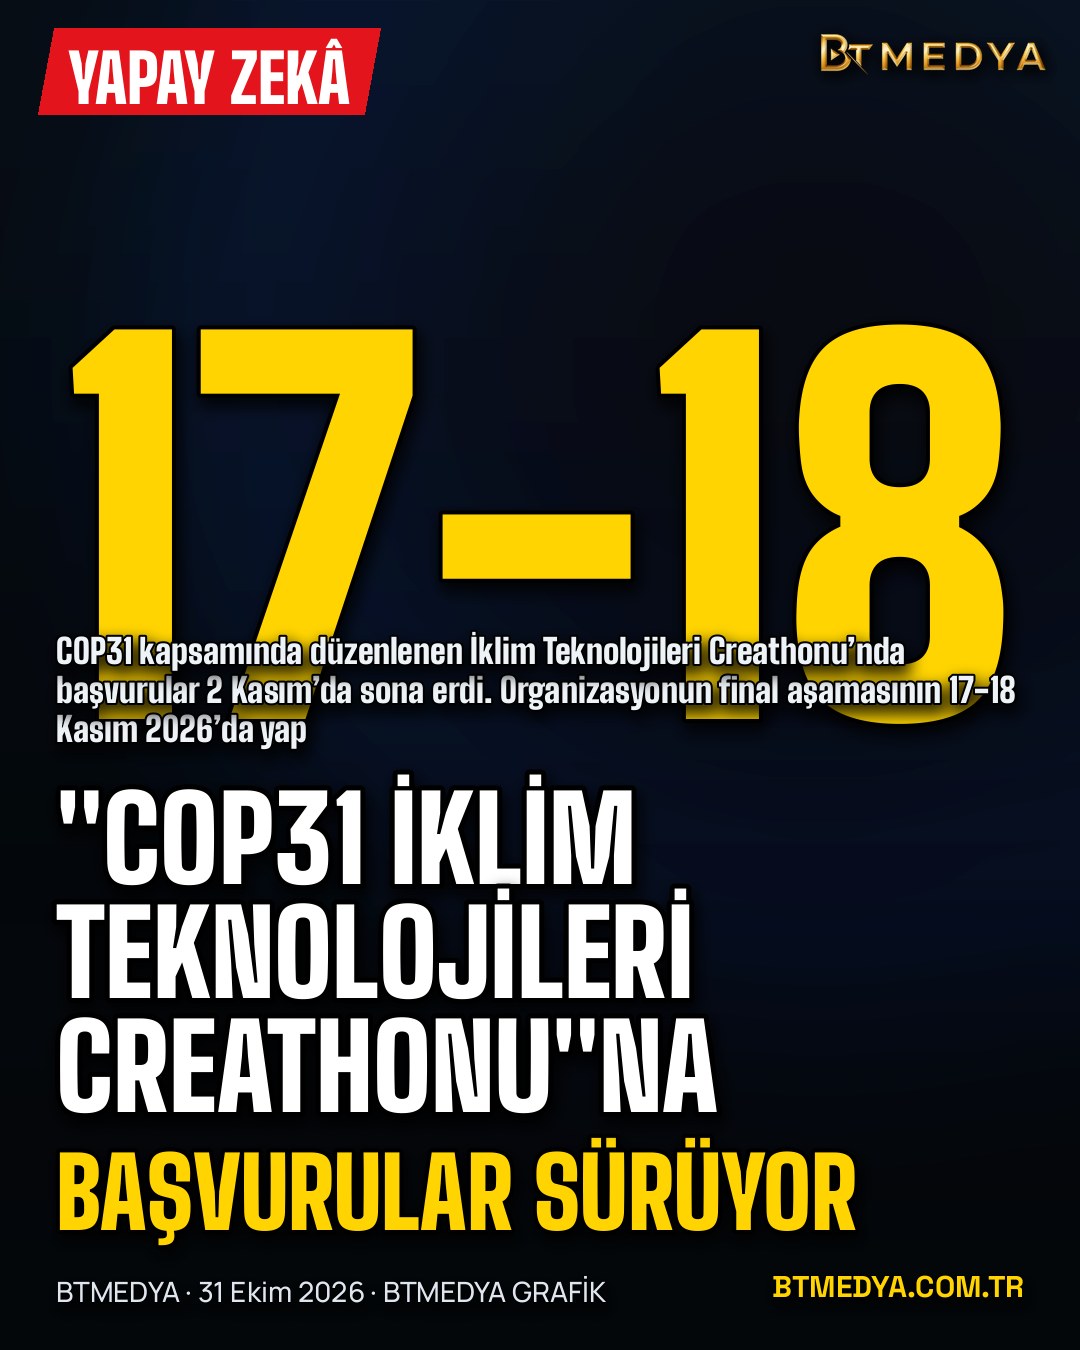 YAPAY ZEKÂ
BTMEDYA
17-18
COP31 kapsamında düzenlenen İklim Teknolojileri Creathonu’nda
başvurular 2 Kasım’da sona erdi. Organizasyonun final aşamasının 17-18
Kasım 2026’da yap
"COP31 İKLİM
TEKNOLOJİLERİ
CREATHONU"NA
BAŞVURULAR SÜRÜYOR
BTMEDYA · 31 Ekim 2026 · BTMEDYA GRAFİK
BTMEDYA.COM.TR